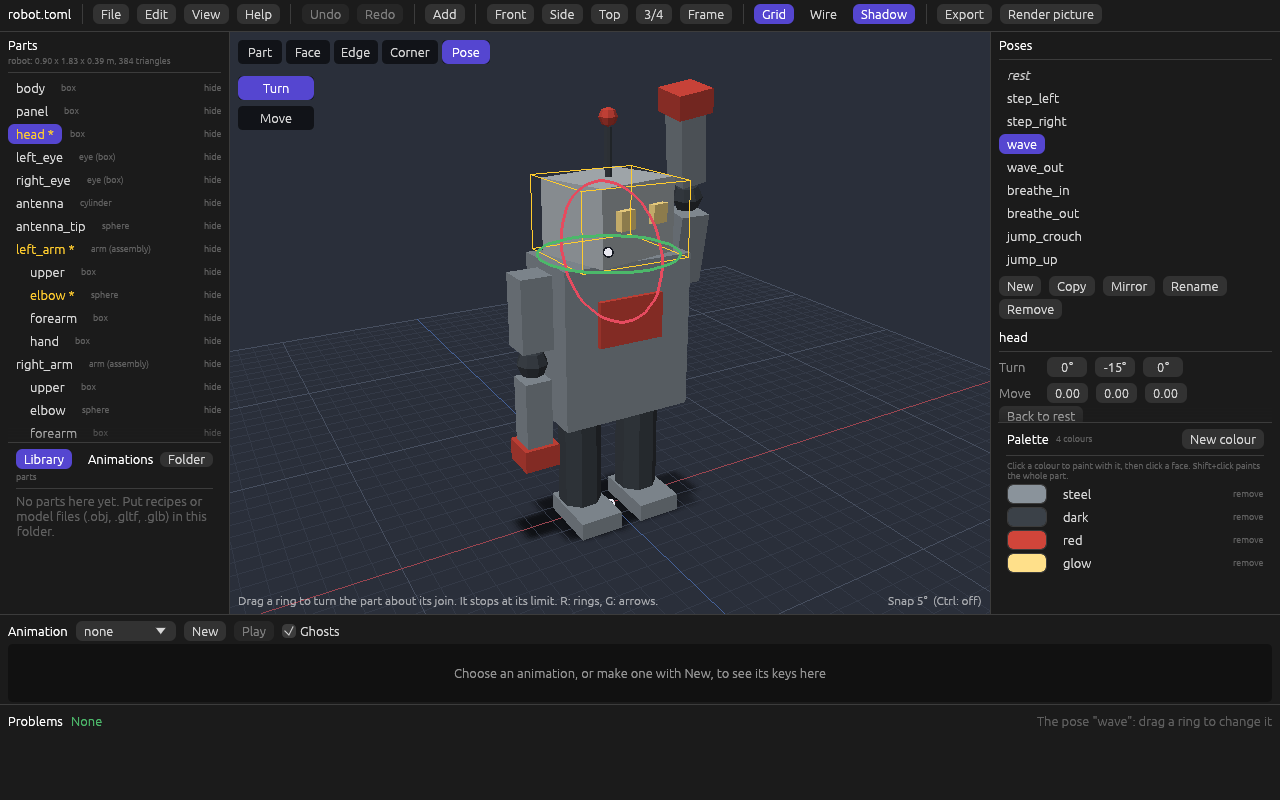 robot.toml File Edit View Help Undo Redo Add Front Side Top 3/4 Frame Grid Wire Shadow Export Render picture
Parts
robot: 0.90 x 1.83 x 0.39 m, 384 triangles
body box hide
panel box hide
head * box hide
left_eye eye (box) hide
right_eye eye (box) hide
antenna cylinder hide
antenna_tip sphere hide
left_arm * arm (assembly) hide
upper box hide
elbow * sphere hide
forearm box hide
hand box hide
right_arm arm (assembly) hide
upper box hide
elbow sphere hide
forearm box hide
Library Animations Folder
parts
No parts here yet. Put recipes or
model files (.obj, .gltf, .glb) in this
folder.
Part Face Edge Corner Pose
Turn
Move
Drag a ring to turn the part about its join. It stops at its limit. R: rings, G: arrows.
Snap 5° (Ctrl: off)
Poses
rest
step_left
step_right
wave
wave_out
breathe_in
breathe_out
jump_crouch
jump_up
New Copy Mirror Rename
Remove
head
Turn 0° -15° 0°
Move 0.00 0.00 0.00
Back to rest
Palette 4 colours New colour
Click a colour to paint with it, then click a face. Shift+click paints
the whole part.
steel remove
dark remove
red remove
glow remove
Animation none New Play Ghosts
Choose an animation, or make one with New, to see its keys here
Problems None
The pose "wave": drag a ring to change it